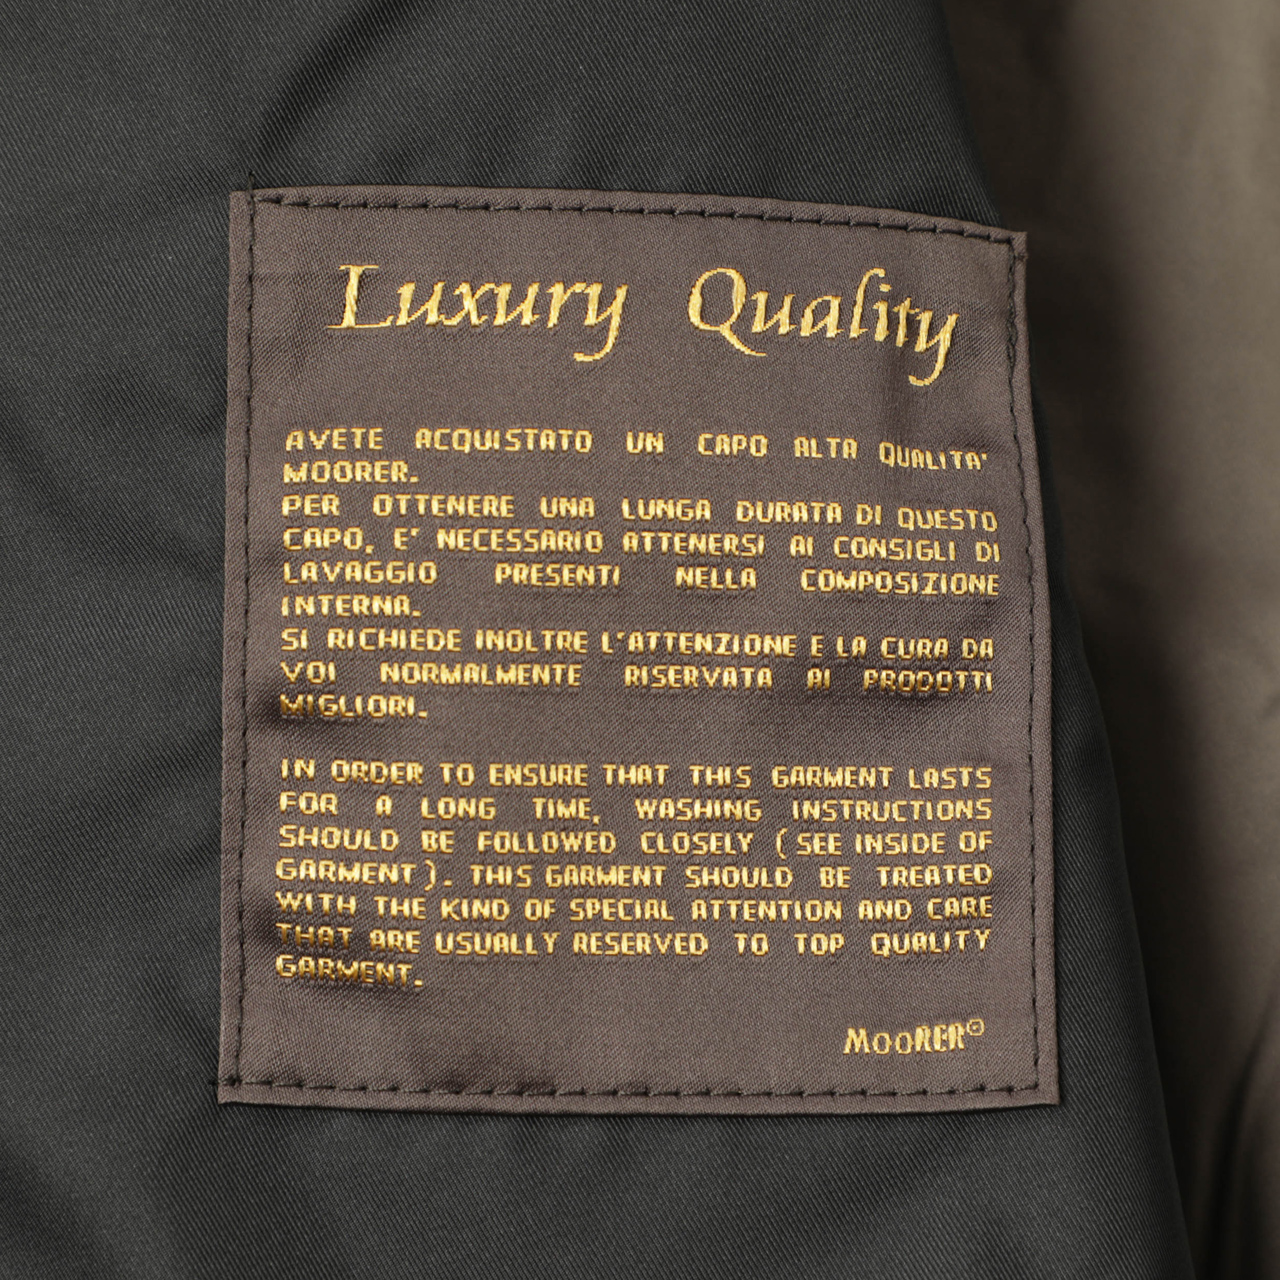 Luxury Quality
AVETE ACQUISTATO UN CAPO ALTA QUALITA'
MOORER.
PER OTTENERE UNA LUNGA DURATA DI QUESTO
CAPO, E' NECESSARIO ATTENERSI AI CONSIGLI DI
LAVAGGIO PRESENTI NELLA COMPOSIZIONE
INTERNA.
SI RICHIEDE INOLTRE L'ATTENZIONE E LA CURA DA
VOI NORMALMENTE RISERVATA AI PRODOTTI
MIGLIORI.
IN ORDER TO ENSURE THAT THIS GARMENT LASTS
FOR A LONG TIME, WASHING INSTRUCTIONS
SHOULD BE FOLLOWED CLOSELY (SEE INSIDE OF
GARMENT). THIS GARMENT SHOULD BE TREATED
WITH THE KIND OF SPECIAL ATTENTION AND CARE
THAT ARE USUALLY RESERVED TO TOP QUALITY
GARMENT.
MOORER©